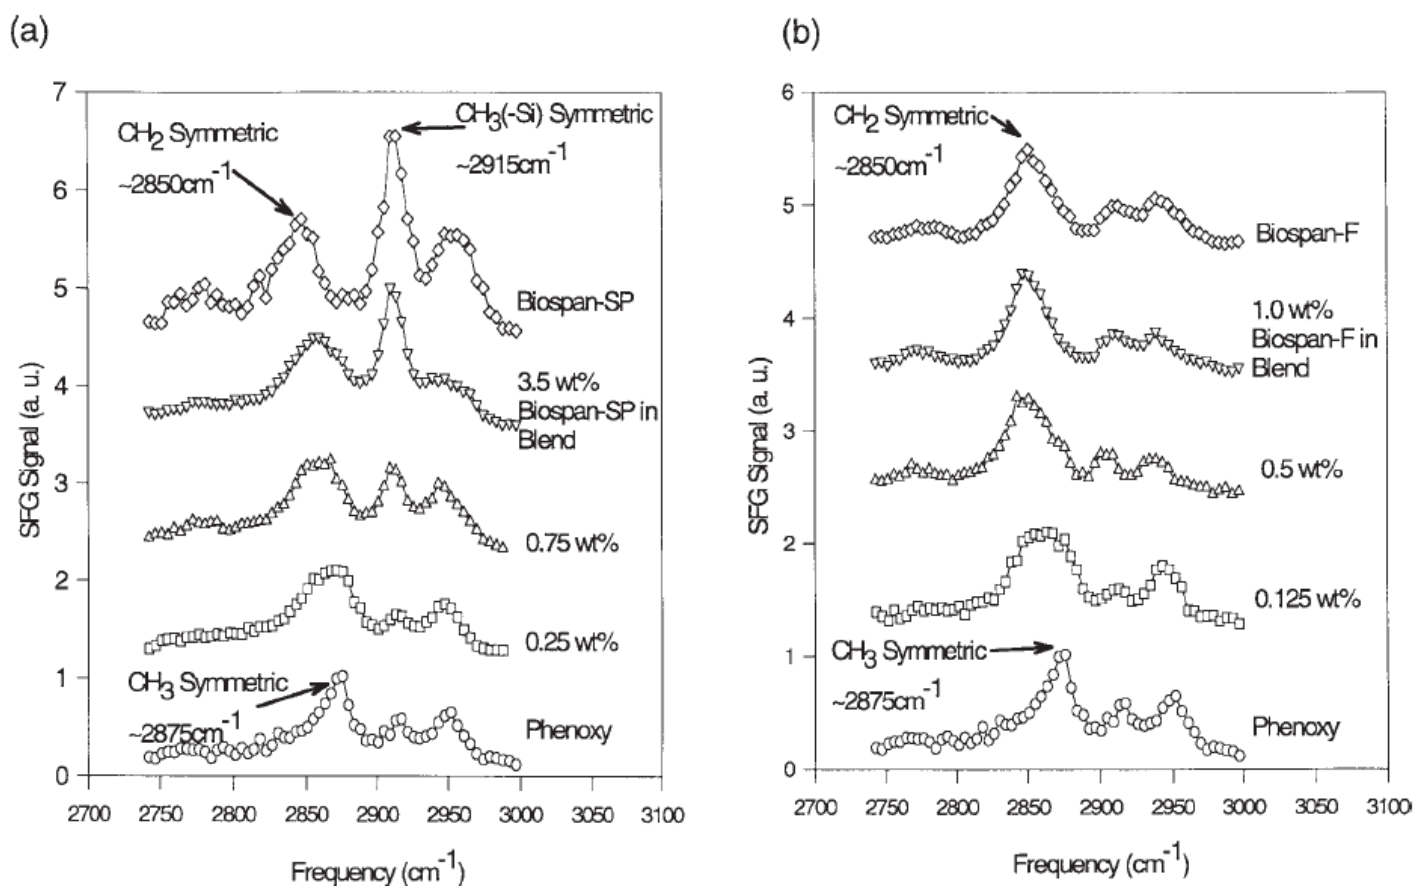 (a)
7
6
5
4
3
2
1
0
SFG Signal (a. u.)
CH2 Symmetric
~2850cm-1
CH3(-Si) Symmetric
~2915cm-1
Biospan-SP
3.5 wt%
Biospan-SP in
Blend
0.75 wt%
0.25 wt%
CH3 Symmetric
~2875cm-1
Phenoxy
2700 2750 2800 2850 2900 2950 3000 3050 3100
Frequency (cm-1)
(b)
6
5
4
3
2
1
0
SFG Signal (a. u.)
CH2 Symmetric
~2850cm-1
Biospan-F
1.0 wt%
Biospan-F in
Blend
0.5 wt%
0.125 wt%
CH3 Symmetric
~2875cm-1
Phenoxy
2700 2750 2800 2850 2900 2950 3000 3050 3100
Frequency (cm-1)